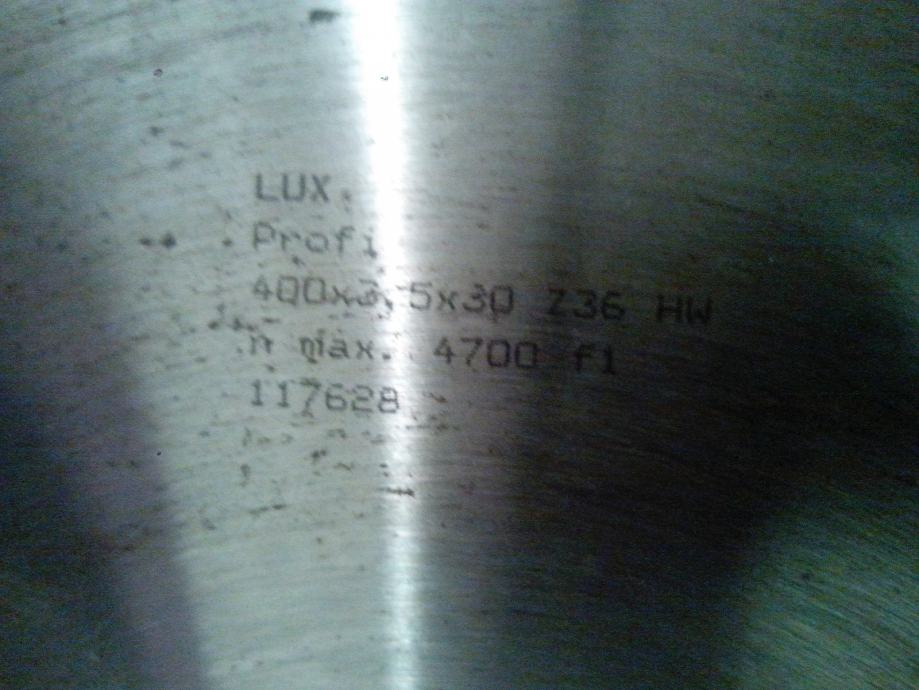 LUX
Profi
400x3,5x30 Z36 HW
n max. 4700 f1
117628